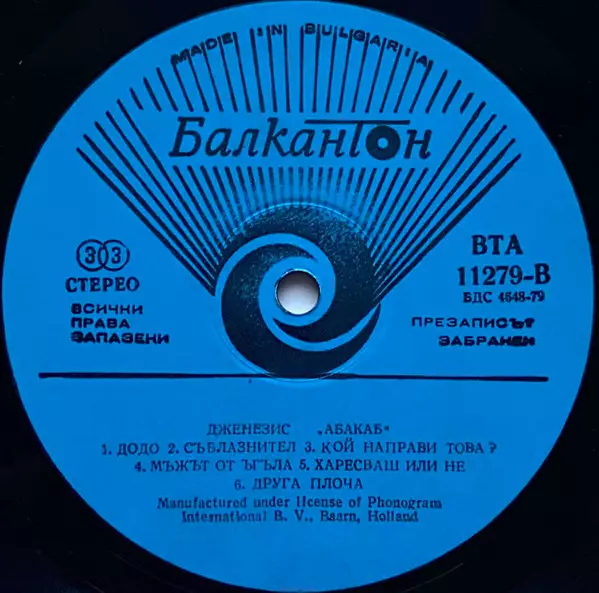 MADE IN BULGARIA
Балкантон
33
СТЕРЕО
ВСИЧНИ
ПРАВА
ЗАПАЗЕНИ
ВТА
11279-В
БДС 4648-79
ПРЕЗАПИСЪТ
ЗАБРАНЕН
ДЖЕНЕЗИС „АБАКАБ“
1. ДОДО 2. СЪБЛАЗНИТЕЛ 3. КОЙ НАПРАВИ ТОВА?
4. МЪЖЪТ ОТ ЪГЪЛА 5. ХАРЕСВАШ ИЛИ НЕ
6. ДРУГА ПЛОЧА
Manufactured under license of Phonogram
International B. V., Baarn, Holland